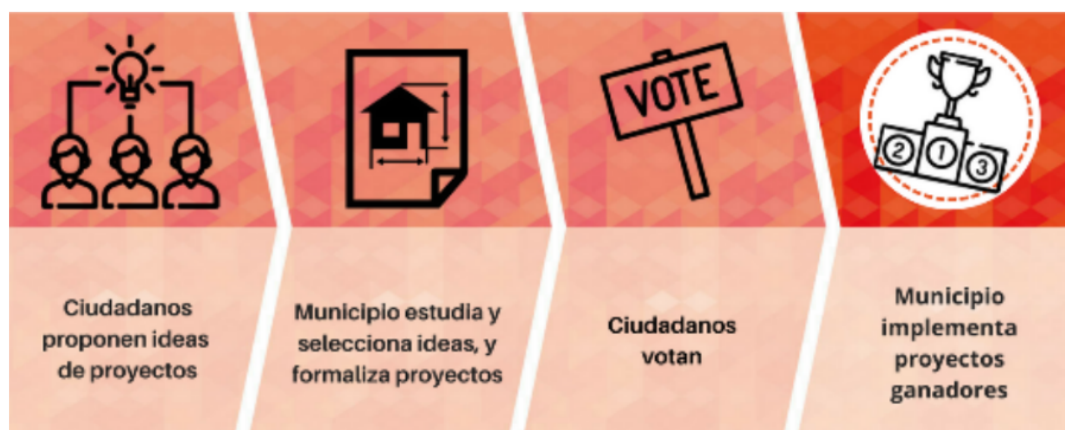 VOTE
2
1
3
Ciudadanos
proponen ideas
de proyectos
Municipio estudia y
selecciona ideas, y
formaliza proyectos
Ciudadanos
votan
Municipio
implementa
proyectos
ganadores